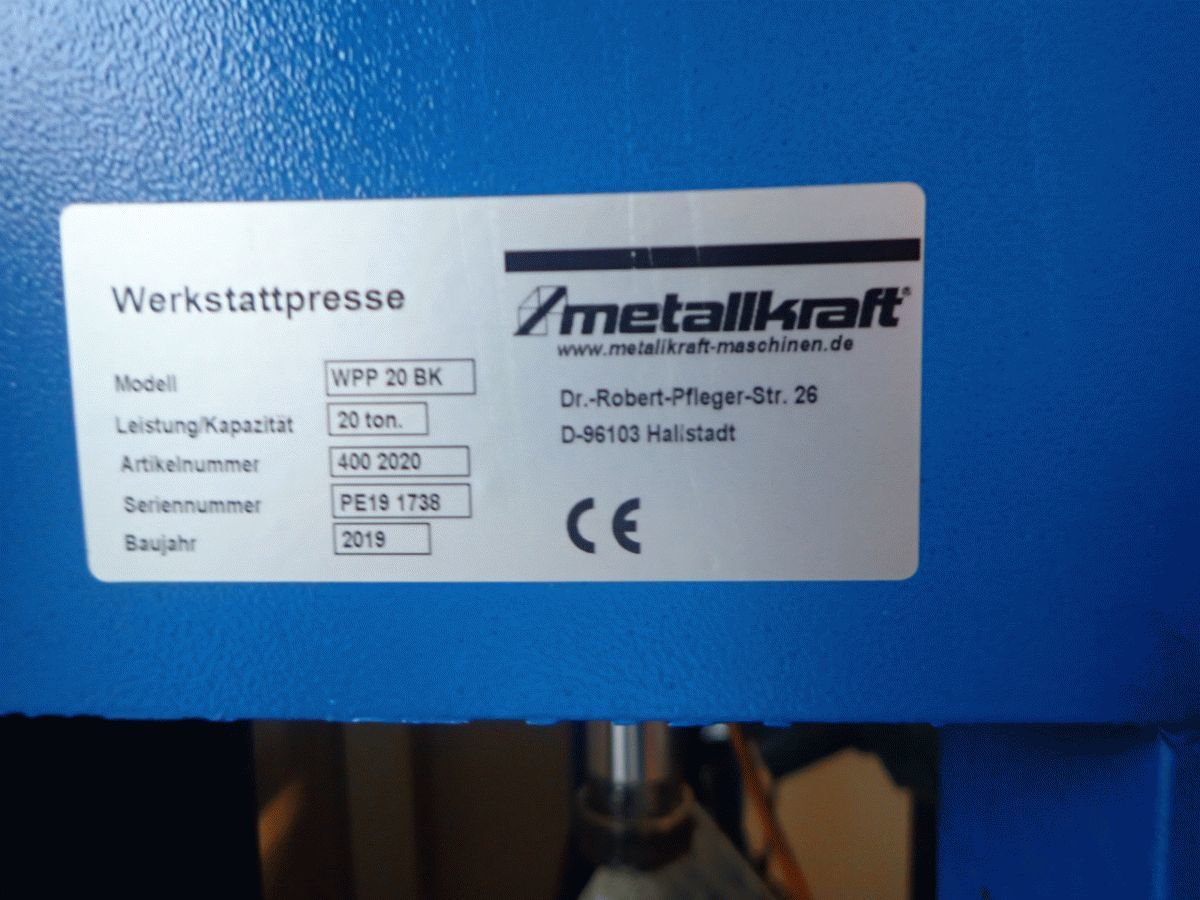 Werkstattpresse
Modell WPP 20 BK
Leistung/Kapazität 20 ton.
Artikelnummer 400 2020
Seriennummer PE19 1738
Baujahr 2019
metallkraft®
www.metallkraft-maschinen.de
Dr.-Robert-Pfleger-Str. 26
D-96103 Hallstadt
CE